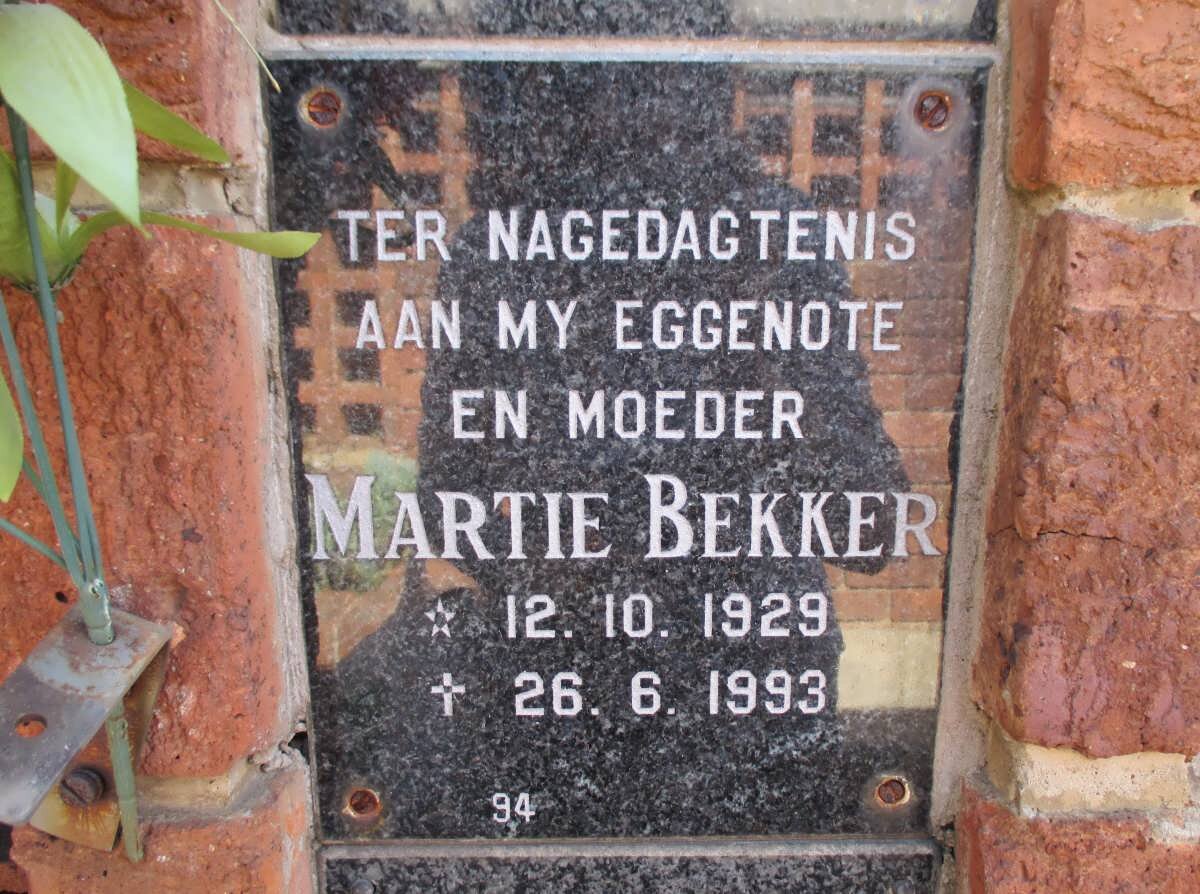 TER NAGEDAGTENIS
AAN MY EGGENOTE
EN MOEDER
MARTIE BEKKER
☆ 12. 10. 1929
✝ 26. 6. 1993
94